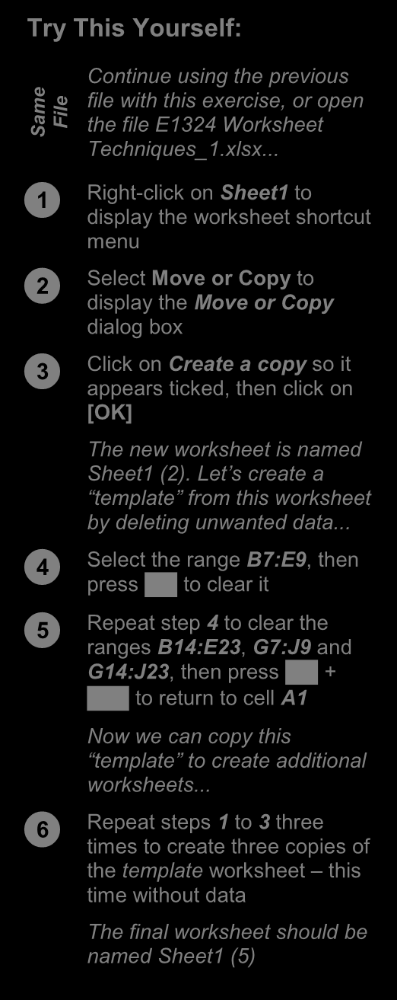 Try This Yourself:
Same
File
Continue using the previous
file with this exercise, or open
the file E1324 Worksheet
Techniques_1.xlsx...
1
Right-click on Sheet1 to
display the worksheet shortcut
menu
2
Select Move or Copy to
display the Move or Copy
dialog box
3
Click on Create a copy so it
appears ticked, then click on
[OK]
The new worksheet is named
Sheet1 (2). Let’s create a
“template” from this worksheet
by deleting unwanted data...
4
Select the range B7:E9, then
press to clear it
5
Repeat step 4 to clear the
ranges B14:E23, G7:J9 and
G14:J23, then press +
to return to cell A1
Now we can copy this
“template” to create additional
worksheets...
6
Repeat steps 1 to 3 three
times to create three copies of
the template worksheet – this
time without data
The final worksheet should be
named Sheet1 (5)